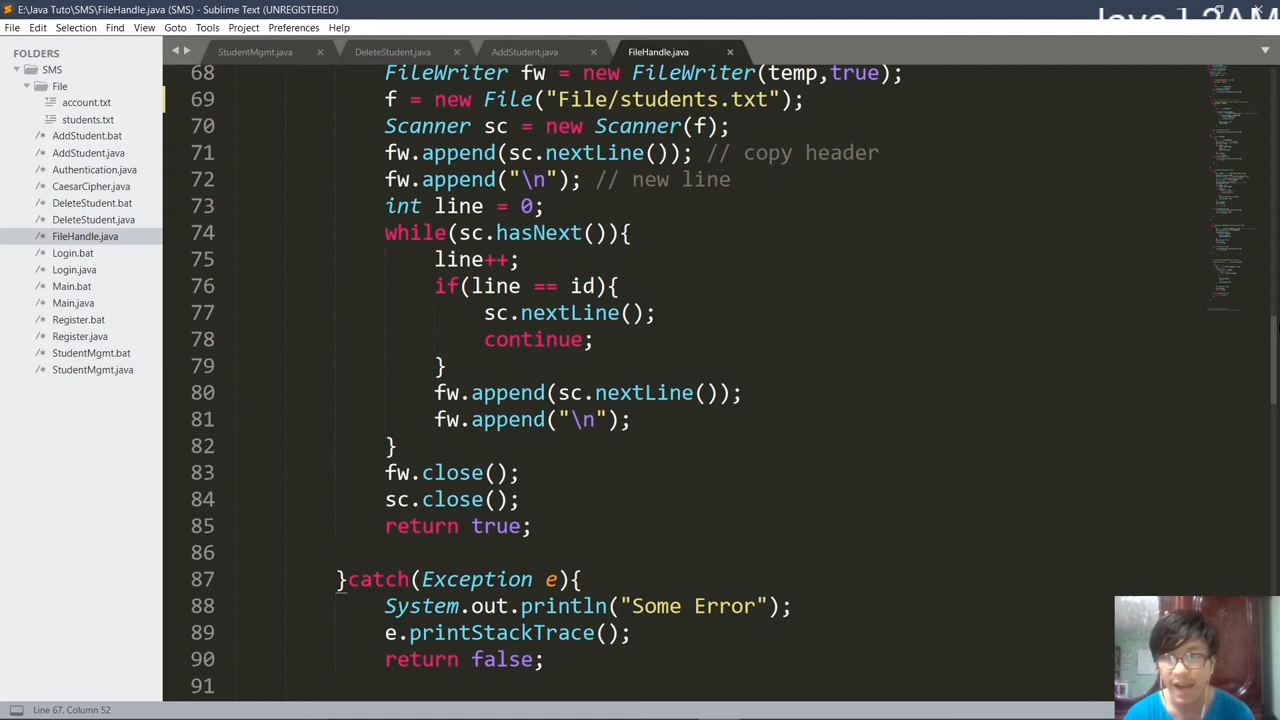 E:\Java Tuto\SMS\FileHandle.java (SMS) - Sublime Text (UNREGISTERED)
File Edit Selection Find View Goto Tools Project Preferences Help
FOLDERS
SMS
File
account.txt
students.txt
AddStudent.bat
AddStudent.java
Authentication.java
CaesarCipher.java
DeleteStudent.bat
DeleteStudent.java
FileHandle.java
Login.bat
Login.java
Main.bat
Main.java
Register.bat
Register.java
StudentMgmt.bat
StudentMgmt.java
StudentMgmt.java DeleteStudent.java AddStudent.java FileHandle.java
68 FileWriter fw = new FileWriter(temp,true);
69 f = new File("File/students.txt");
70 Scanner sc = new Scanner(f);
71 fw.append(sc.nextLine()); // copy header
72 fw.append("\n"); // new line
73 int line = 0;
74 while(sc.hasNext()){
75 line++;
76 if(line == id){
77 sc.nextLine();
78 continue;
79 }
80 fw.append(sc.nextLine());
81 fw.append("\n");
82 }
83 fw.close();
84 sc.close();
85 return true;
86
87 }catch(Exception e){
88 System.out.println("Some Error");
89 e.printStackTrace();
90 return false;
91
Line 67, Column 52